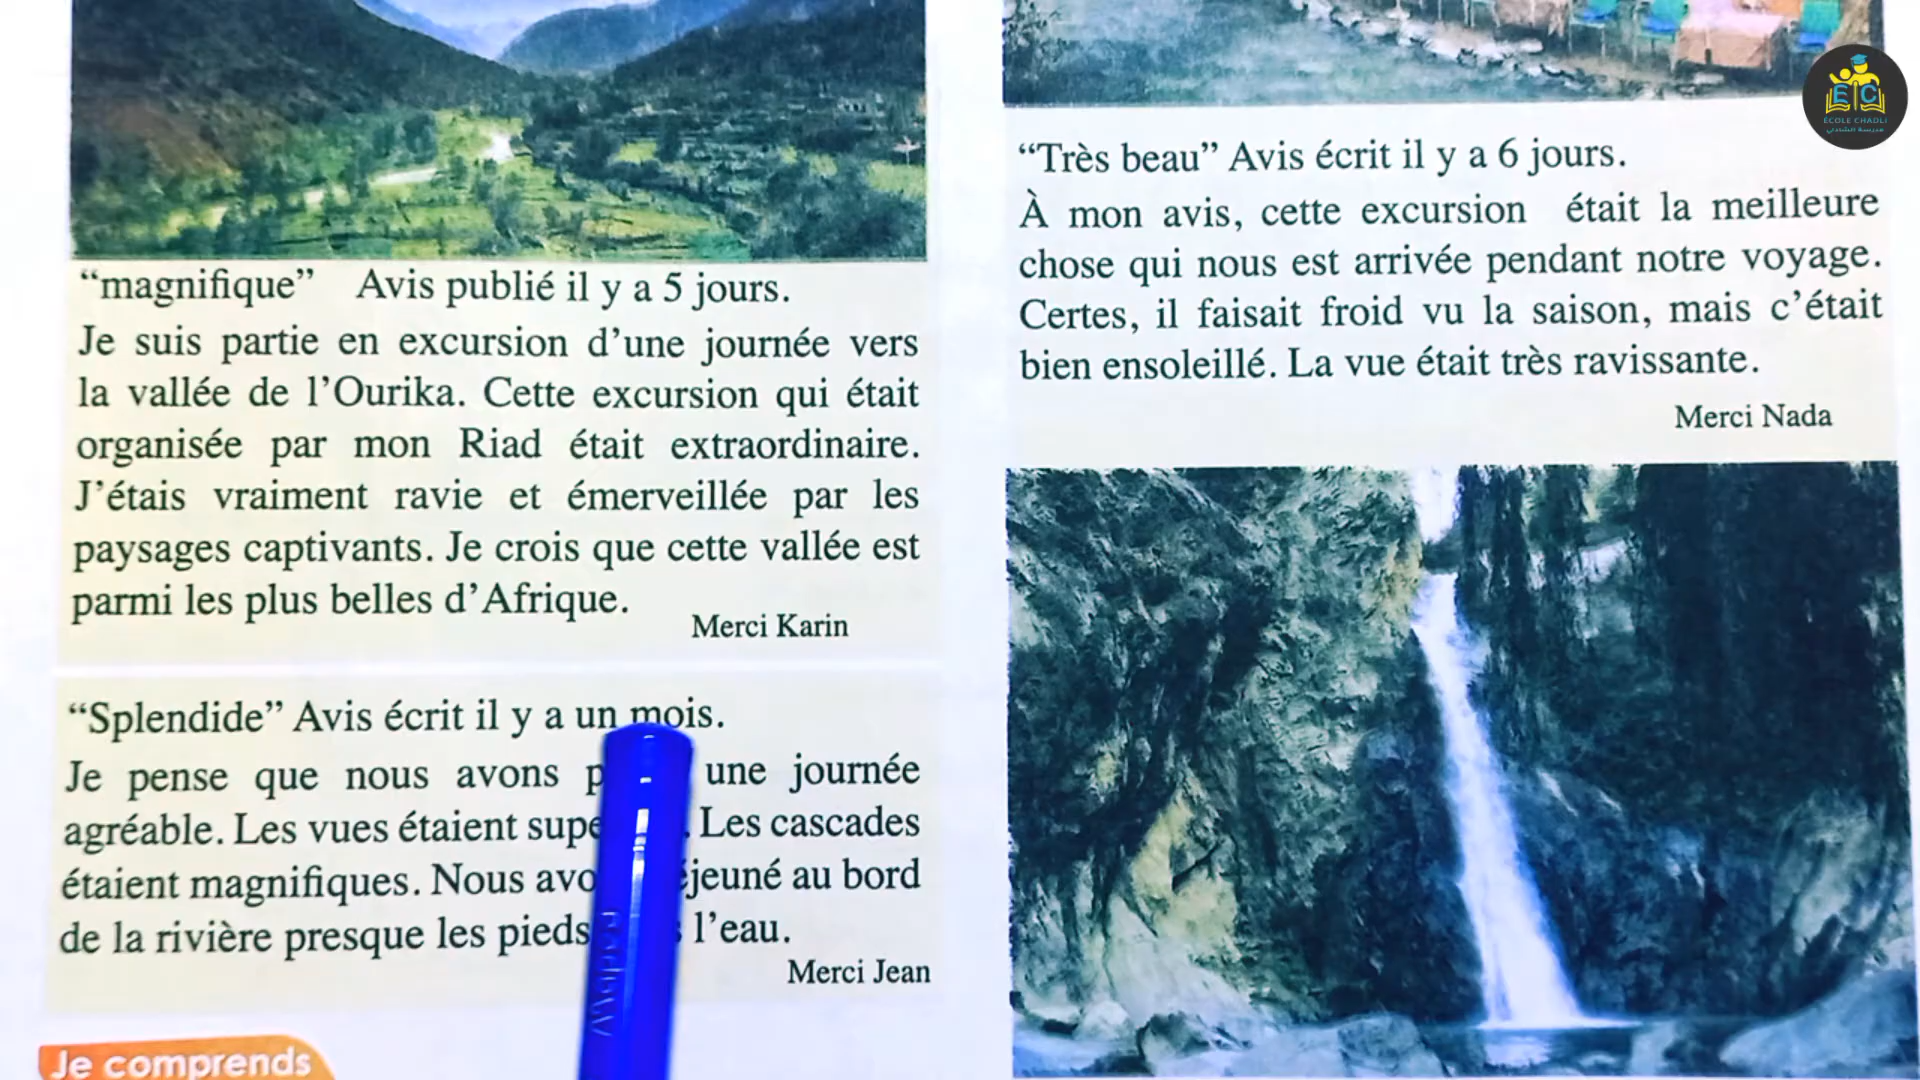 “magnifique” Avis publié il y a 5 jours.
Je suis partie en excursion d’une journée vers
la vallée de l’Ourika. Cette excursion qui était
organisée par mon Riad était extraordinaire.
J’étais vraiment ravie et émerveillée par les
paysages captivants. Je crois que cette vallée est
parmi les plus belles d’Afrique.
Merci Karin
“Splendide” Avis écrit il y a un mois.
Je pense que nous avons une journée
agréable. Les vues étaient Les cascades
étaient magnifiques. Nous au bord
de la rivière presque les pieds l’eau.
Merci Jean
Je comprends
“Très beau” Avis écrit il y a 6 jours.
À mon avis, cette excursion était la meilleure
chose qui nous est arrivée pendant notre voyage.
Certes, il faisait froid vu la saison, mais c’était
bien ensoleillé. La vue était très ravissante.
Merci Nada
EC
ÉCOLE CHADLI
مدرسة الشادلي